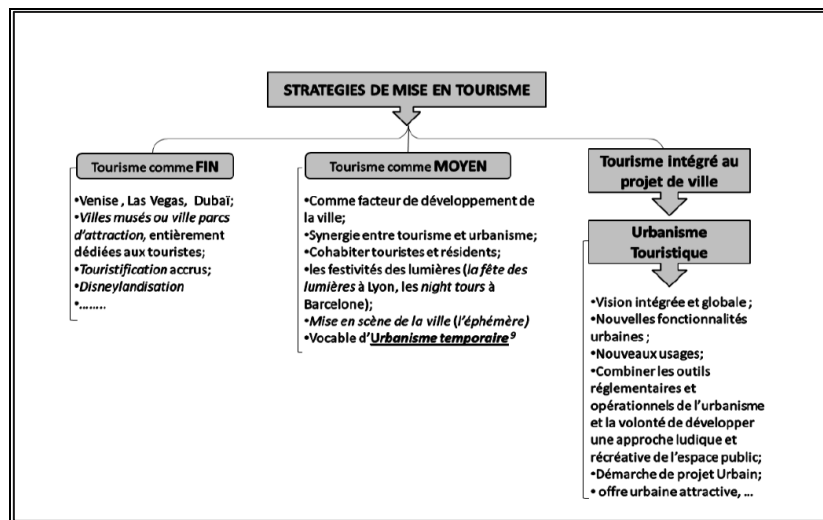 STRATEGIES DE MISE EN TOURISME
Tourisme comme FIN
•Venise , Las Vegas, Dubaï;
•Villes musés ou ville parcs
d'attraction, entièrement
dédiées aux touristes;
•Touristification accrus;
•Disneylandisation
•........
Tourisme comme MOYEN
•Comme facteur de développement de
la ville;
•Synergie entre tourisme et urbanisme;
•Cohabiter touristes et résidents;
•les festivités des lumières (la fête des
lumières à Lyon, les night tours à
Barcelone);
•Mise en scène de la ville (l'éphémère)
•Vocable d'Urbanisme temporaire⁹
Tourisme intégré au
projet de ville
Urbanisme
Touristique
•Vision intégrée et globale ;
•Nouvelles fonctionnalités
urbaines ;
•Nouveaux usages;
•Combiner les outils
réglementaires et
opérationnels de l'urbanisme
et la volonté de développer
une approche ludique et
récréative de l'espace public;
•Démarche de projet Urbain;
• offre urbaine attractive, ...